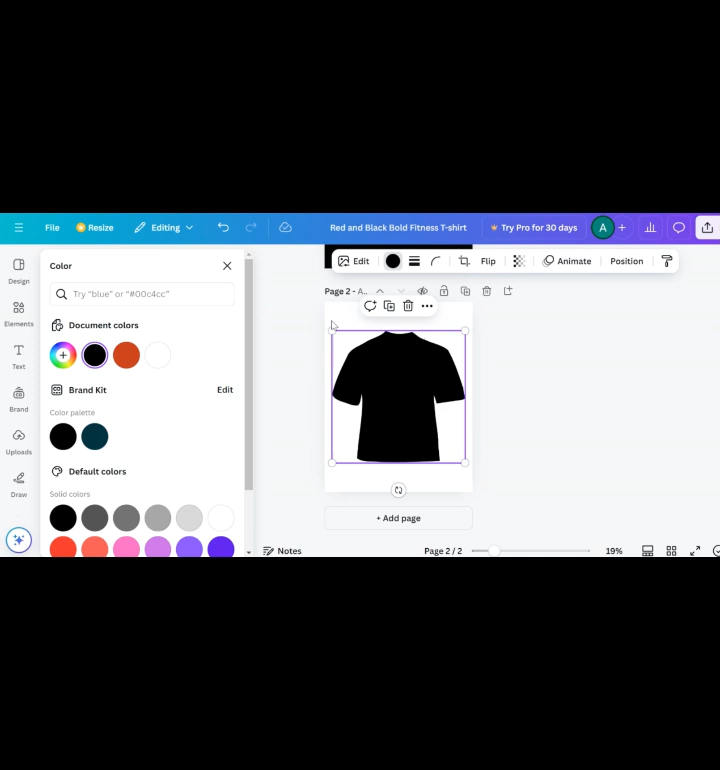 File Resize Editing Red and Black Bold Fitness T-shirt Try Pro for 30 days A +
Design
Elements
Text
Brand
Uploads
Draw
Color
Try "blue" or "#00c4cc"
Document colors
Brand Kit Edit
Color palette
Default colors
Solid colors
Edit Flip Animate Position
Page 2 - A..
+ Add page
Notes Page 2 / 2 19%